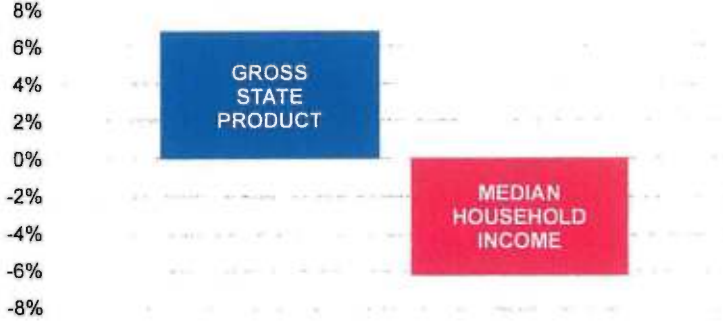 8%
6%
4%
2%
0%
-2%
-4%
-6%
-8%
GROSS
STATE
PRODUCT
MEDIAN
HOUSEHOLD
INCOME